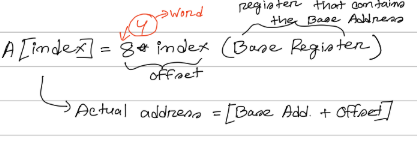 register that contains
the Base Address
4 → word
A [index] = 8 * index (Base Register)
offset
→ Actual address = [Base Add. + Offset]